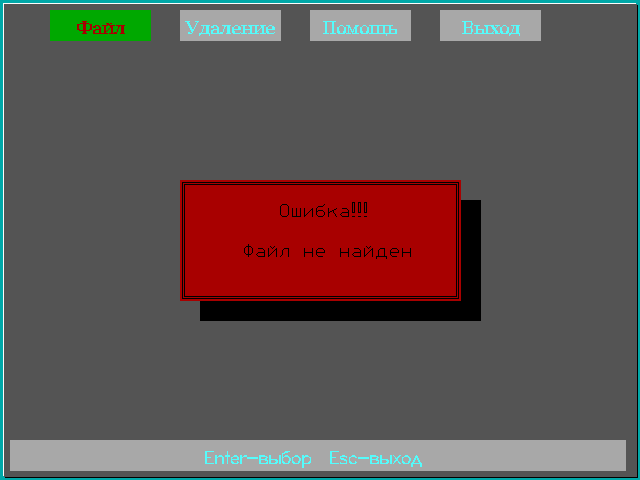 Файл Удаление Помощь Выход
Ошибка!!!
Файл не найден
Enter-выбор Esc-выход